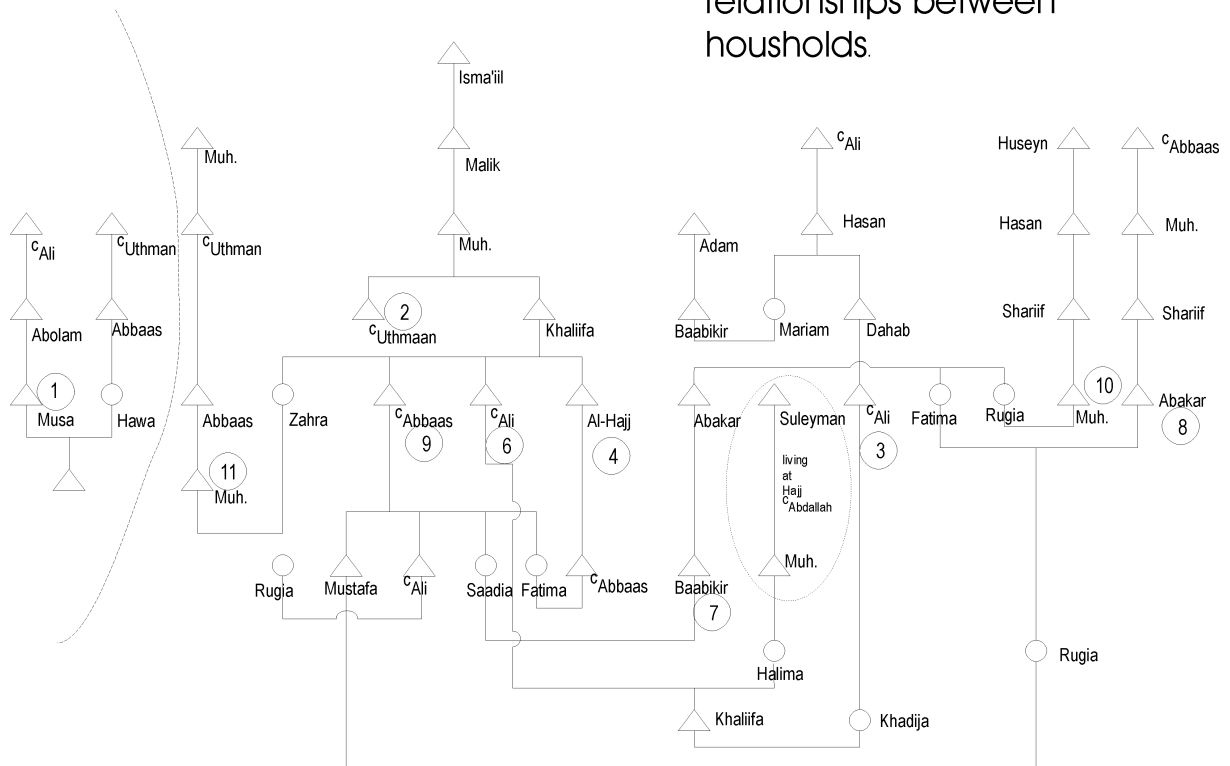 relationships between
housholds.
Isma'iil
Muh.
Malik
cAli
Huseyn
cAbbaas
cAli
cUthman
cUthman
Muh.
Adam
Hasan
Hasan
Muh.
Abolam
Abbaas
2
cUthmaan
Khaliifa
Baabikir
Mariam
Dahab
Shariif
Shariif
1
Musa
Hawa
Abbaas
Zahra
cAbbaas
9
cAli
6
Al-Hajj
4
Abakar
Suleyman
cAli
3
Fatima
Rugia
10
Muh.
Abakar
8
living
at
Hajj
cAbdallah
11
Muh.
Rugia
Mustafa
cAli
Saadia
Fatima
cAbbaas
Baabikir
7
Muh.
Halima
Rugia
Khaliifa
Khadija